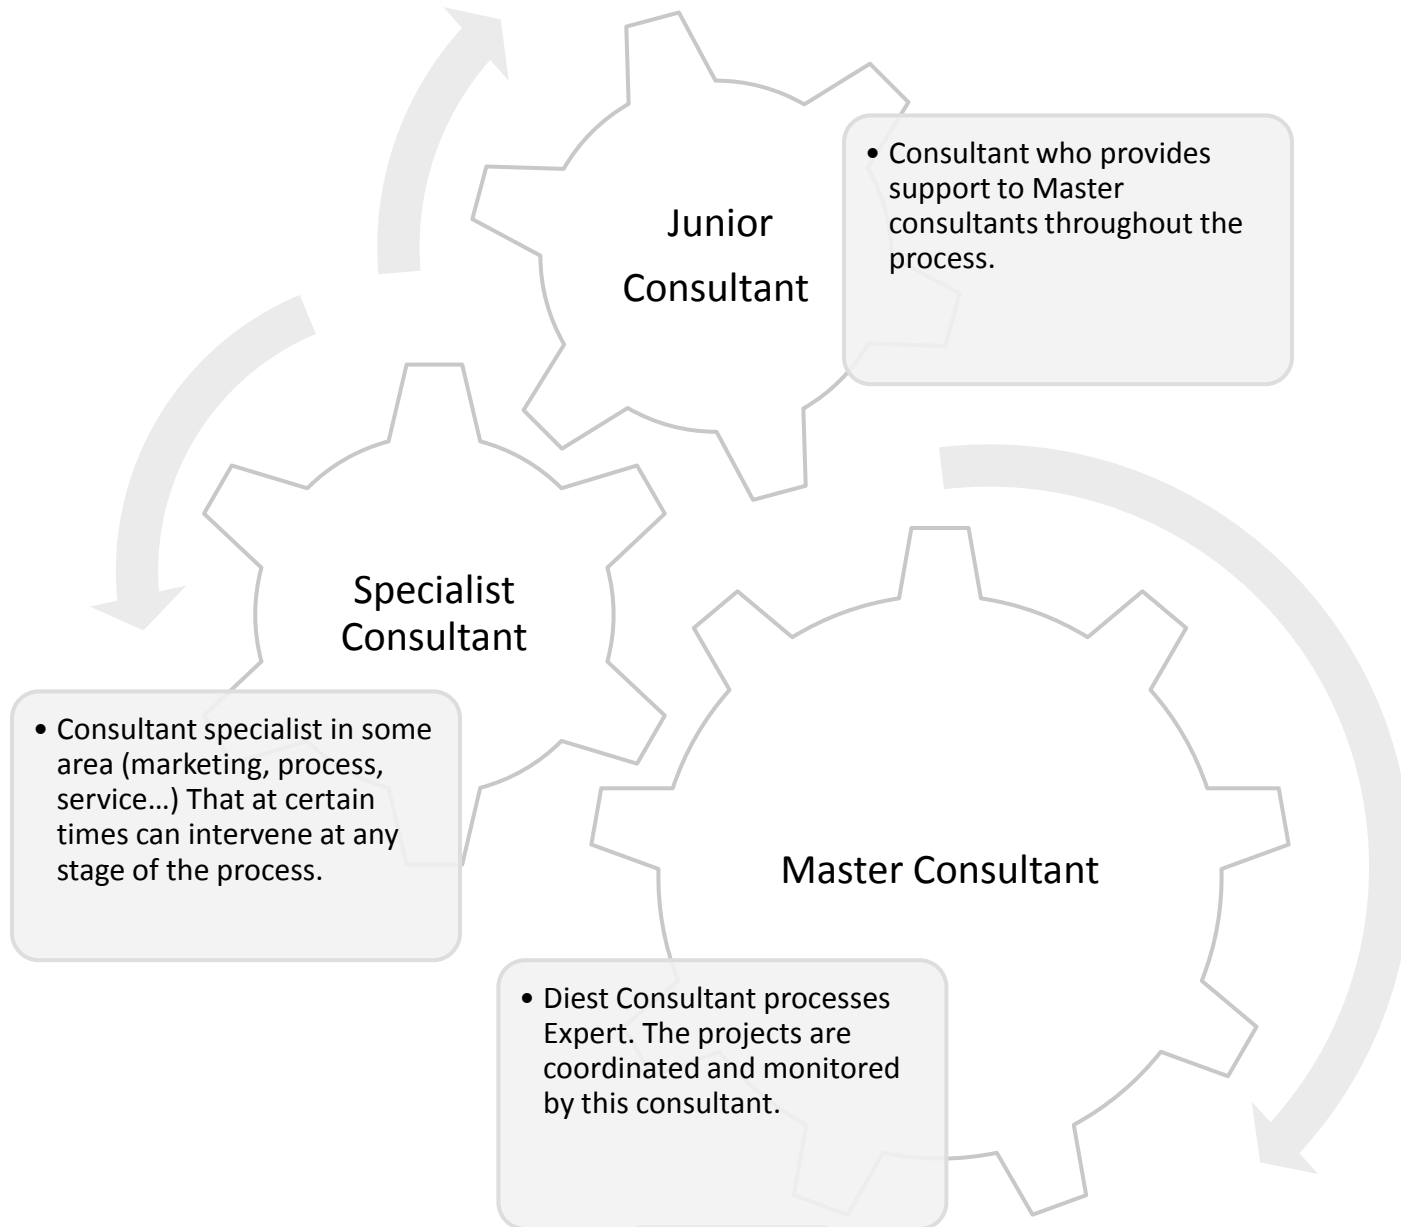 Junior
Consultant
• Consultant who provides
support to Master
consultants throughout the
process.
Specialist
Consultant
• Consultant specialist in some
area (marketing, process,
service...) That at certain
times can intervene at any
stage of the process.
Master Consultant
• Diest Consultant processes
Expert. The projects are
coordinated and monitored
by this consultant.